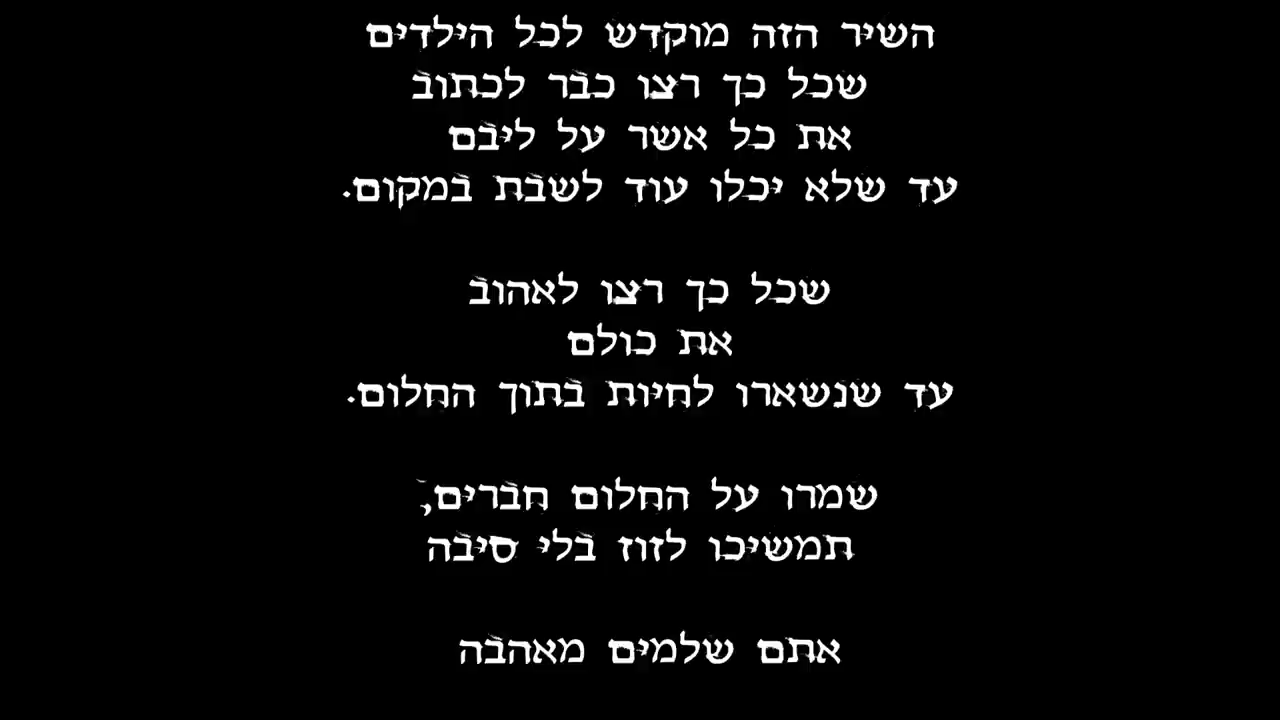 השיר הזה מוקדש לכל הילדים
שכל כך רצו כבר לכתוב
את כל אשר על ליבם
עד שלא יכלו עוד לשבת במקום.
שכל כך רצו לאהוב
את כולם
עד שנשארו לחיות בתוך החלום.
שמרו על החלום חברים,
תמשיכו לזוז בלי סיבה
אתם שלמים מאהבה